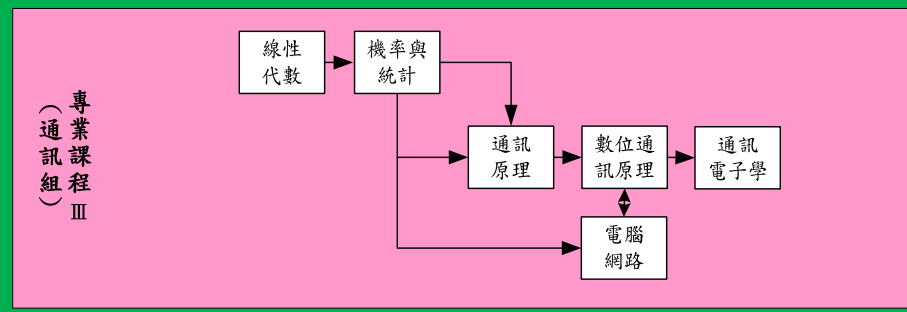 專業課程Ⅲ
（通訊組）
線性
代數
機率與
統計
通訊
原理
數位通
訊原理
通訊
電子學
電腦
網路